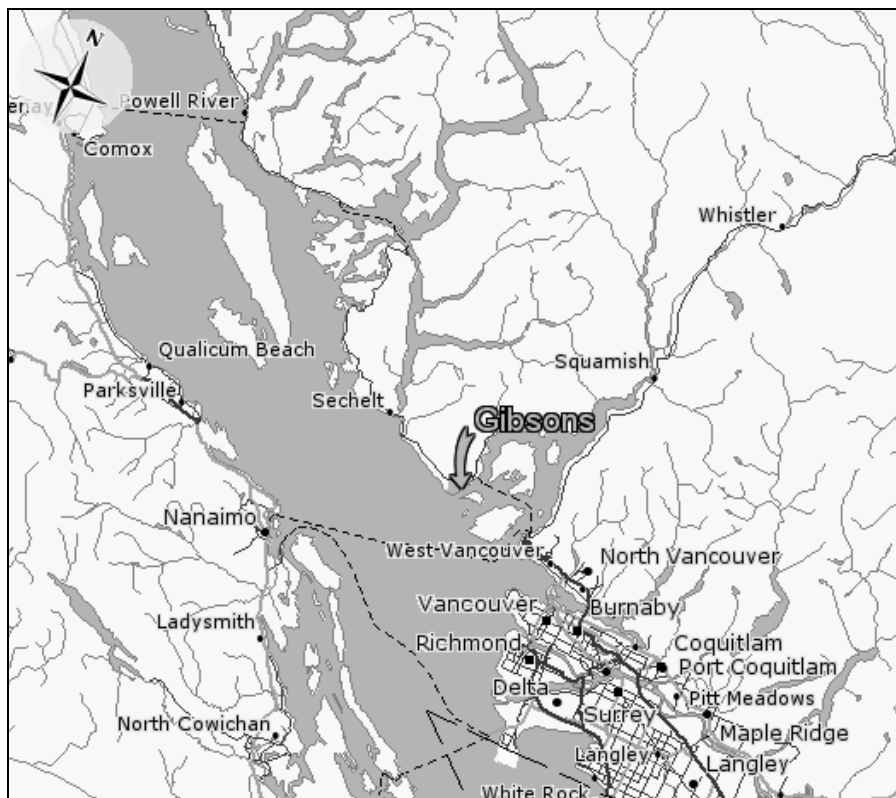 N
Powell River
Comox
Whistler
Qualicum Beach
Squamish
Parksville
Sechelt
Gibsons
Nanaimo
West Vancouver
North Vancouver
Vancouver
Burnaby
Ladysmith
Richmond
Coquitlam
Port Coquitlam
Delta
Pitt Meadows
Surrey
North Cowichan
Maple Ridge
Langley
Langley
White Rock